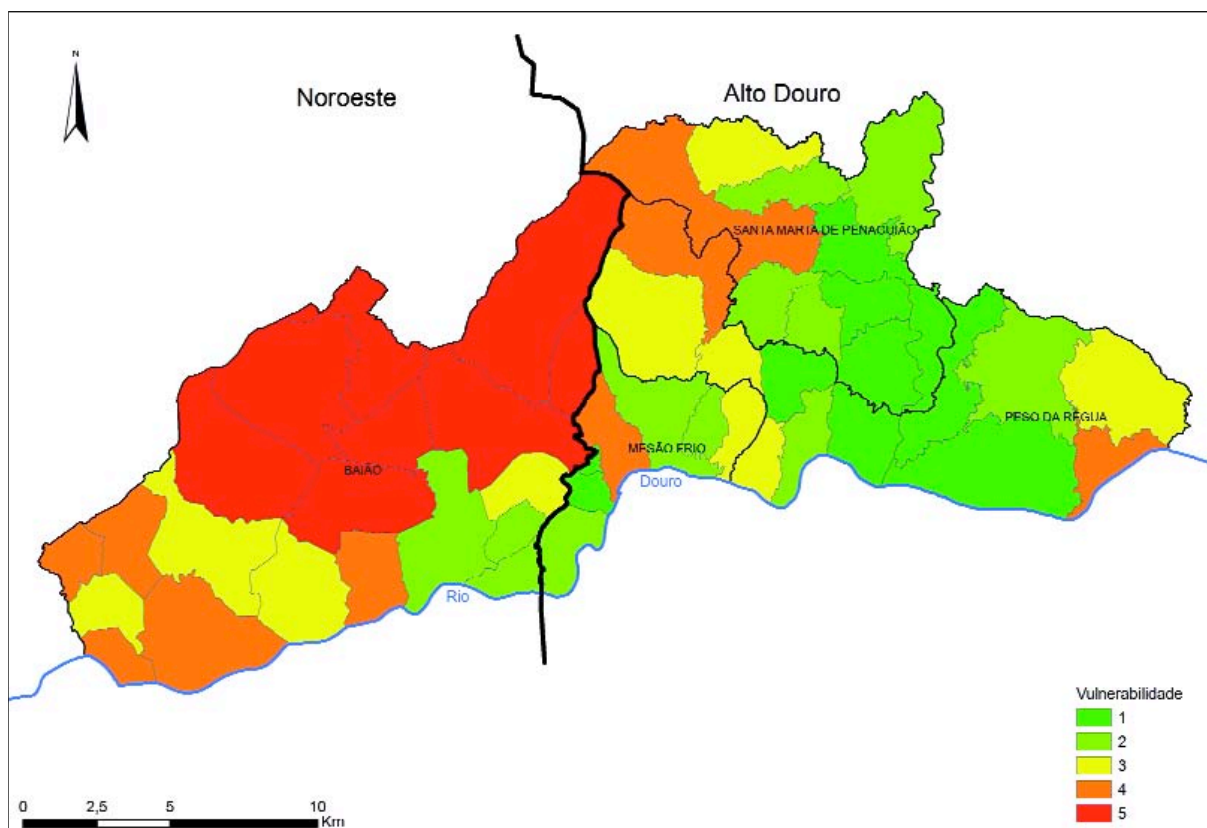 N
Noroeste
Alto Douro
SANTA MARTA DE PENAGUIÃO
PESO DA RÉGUA
MESÃO FRIO
BAIÃO
Douro
Rio
Vulnerabilidade
1
2
3
4
5
0 2,5 5 10
Km